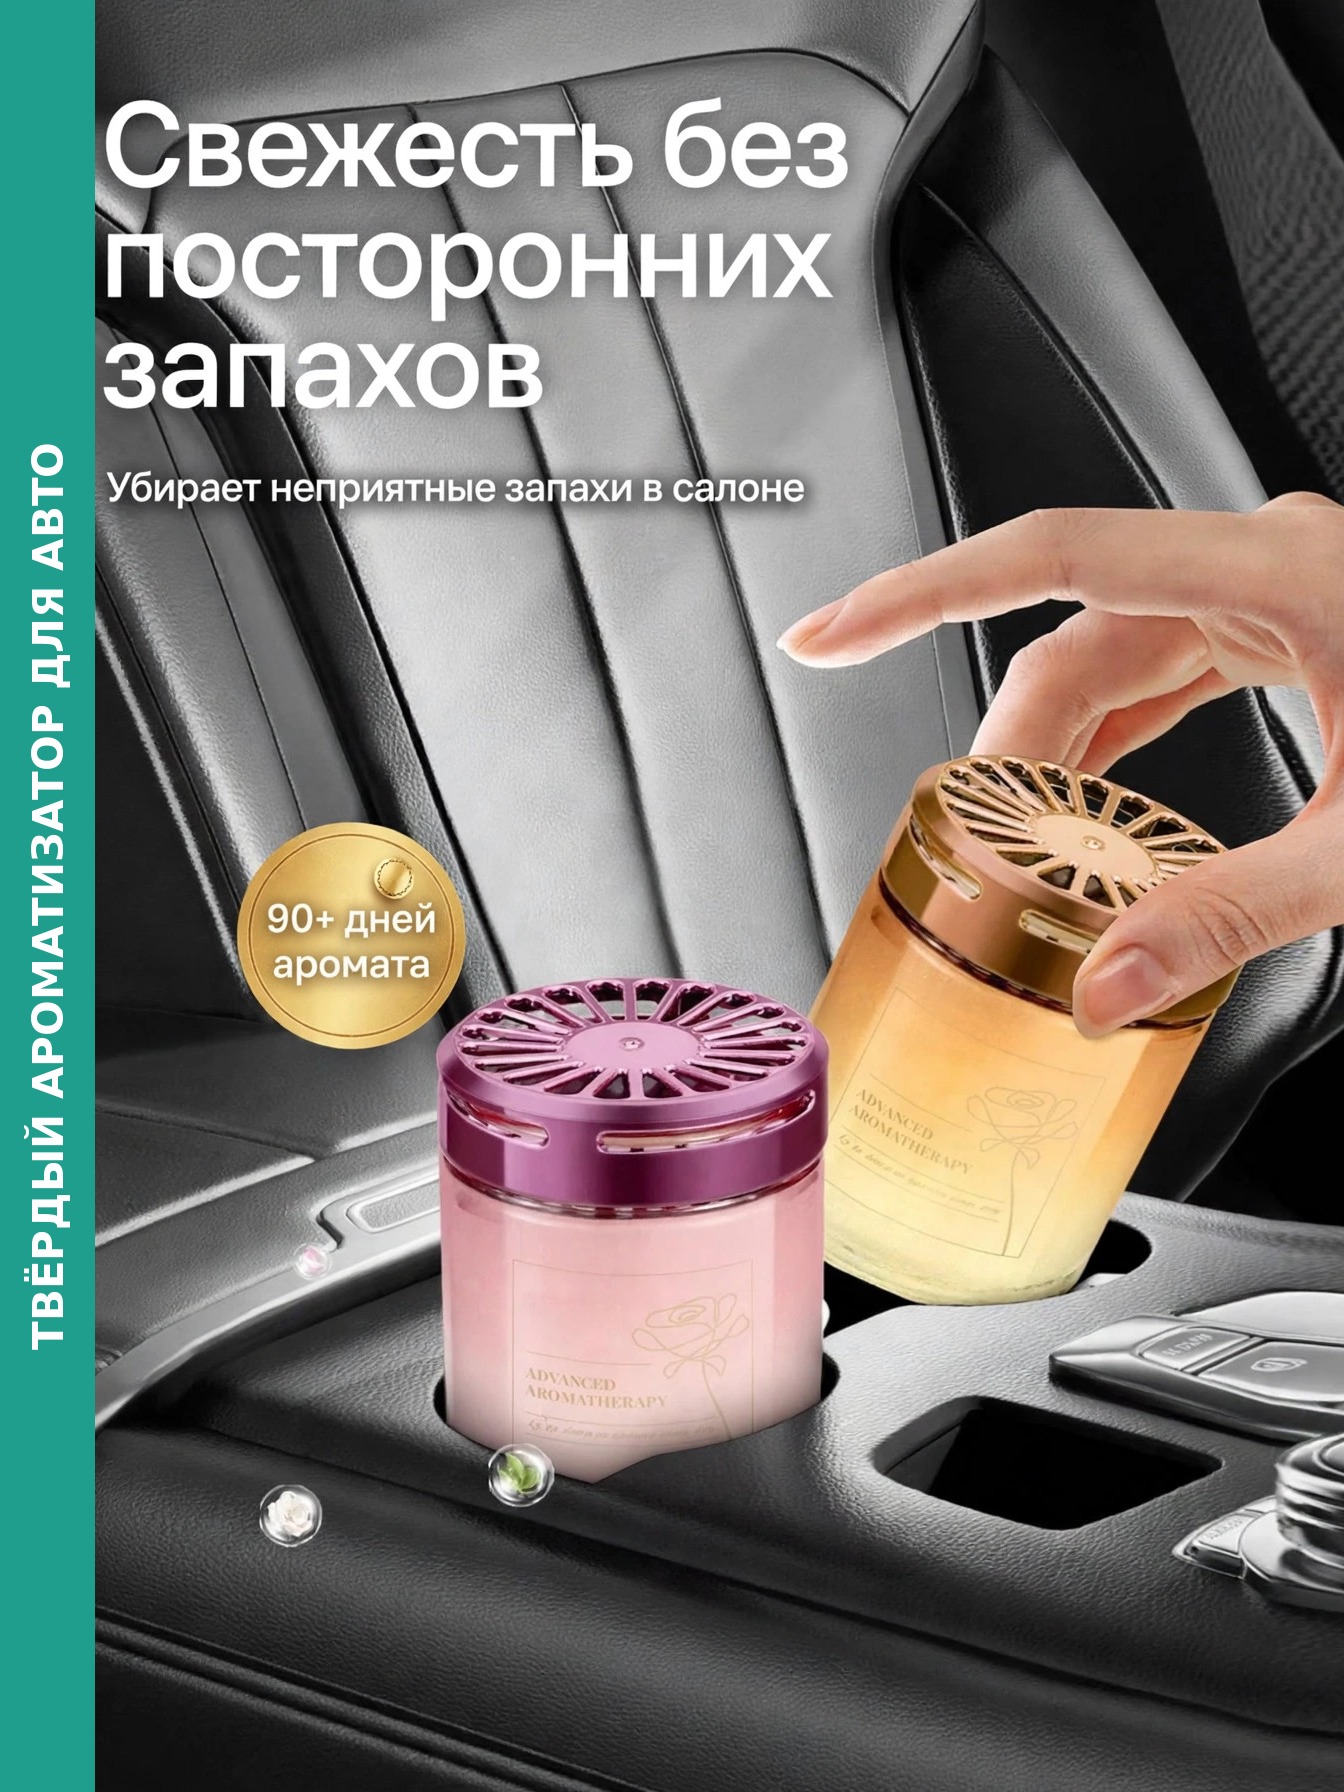 Свежесть без
посторонних
запахов
Убирает неприятные запахи в салоне
ТВЁРДЫЙ АРОМАТИЗАТОР ДЛЯ АВТО
90+ дней
аромата
ADVANCED
AROMATHERAPY
ADVANCED
AROMATHERAPY